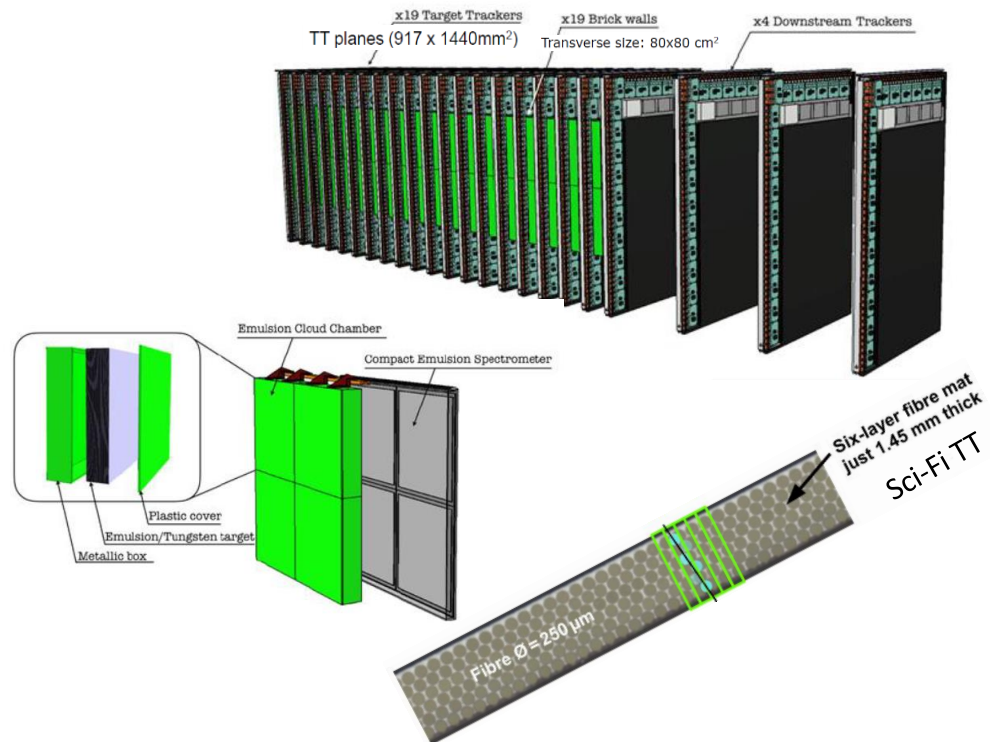 x19 Target Trackers
TT planes (917 x 1440mm²)
x19 Brick walls
Transverse size: 80x80 cm²
x4 Downstream Trackers
Emulsion Cloud Chamber
Compact Emulsion Spectrometer
Plastic cover
Emulsion/Tungsten target
Metallic box
Six-layer fibre mat
just 1.45 mm thick
Sci-Fi TT
Fibre Ø = 250 µm